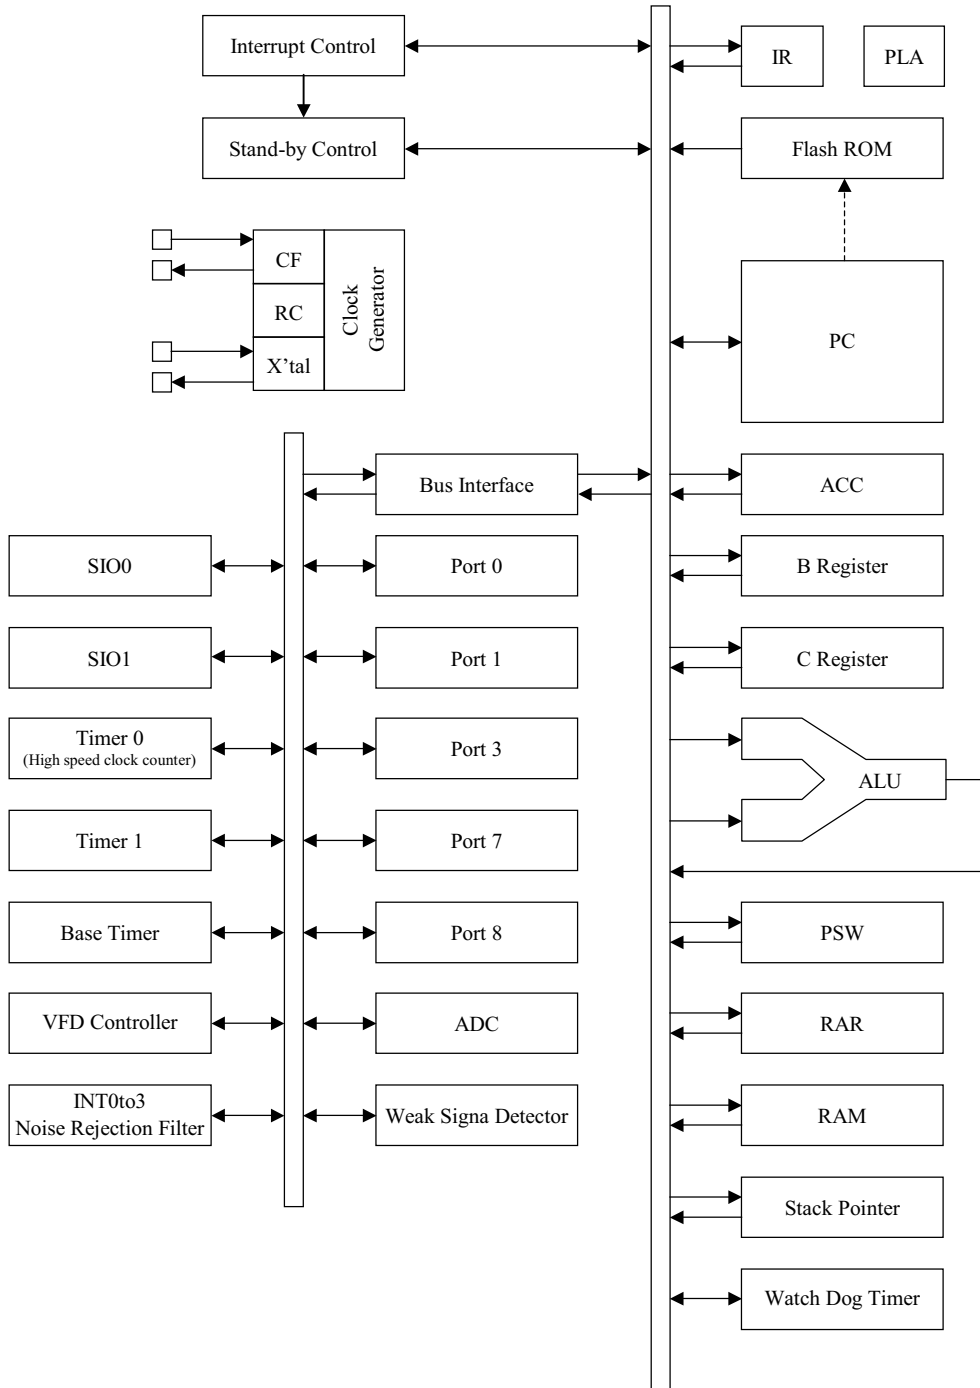 Interrupt Control
IR
PLA
Stand-by Control
Flash ROM
CF
RC
X’tal
Clock
Generator
PC
Bus Interface
ACC
SIO0
Port 0
B Register
SIO1
Port 1
C Register
Timer 0
(High speed clock counter)
Port 3
ALU
Timer 1
Port 7
Base Timer
Port 8
PSW
VFD Controller
ADC
RAR
INT0to3
Noise Rejection Filter
Weak Signa Detector
RAM
Stack Pointer
Watch Dog Timer